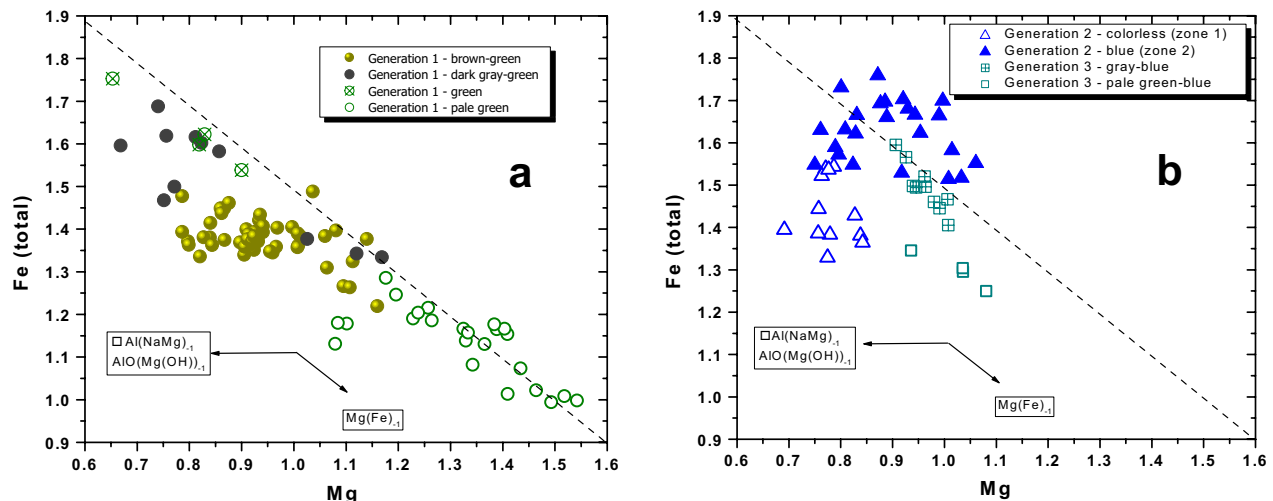 1.9
1.8
1.7
1.6
1.5
1.4
1.3
1.2
1.1
1.0
0.9
Fe (total)
Generation 1 - brown-green
Generation 1 - dark gray-green
Generation 1 - green
Generation 1 - pale green
a
□Al(NaMg)₋₁
AlO(Mg(OH))₋₁
Mg(Fe)₋₁
0.6 0.7 0.8 0.9 1.0 1.1 1.2 1.3 1.4 1.5 1.6
Mg
1.9
1.8
1.7
1.6
1.5
1.4
1.3
1.2
1.1
1.0
0.9
Fe (total)
Generation 2 - colorless (zone 1)
Generation 2 - blue (zone 2)
Generation 3 - gray-blue
Generation 3 - pale green-blue
b
□Al(NaMg)₋₁
AlO(Mg(OH))₋₁
Mg(Fe)₋₁
0.6 0.7 0.8 0.9 1.0 1.1 1.2 1.3 1.4 1.5 1.6
Mg